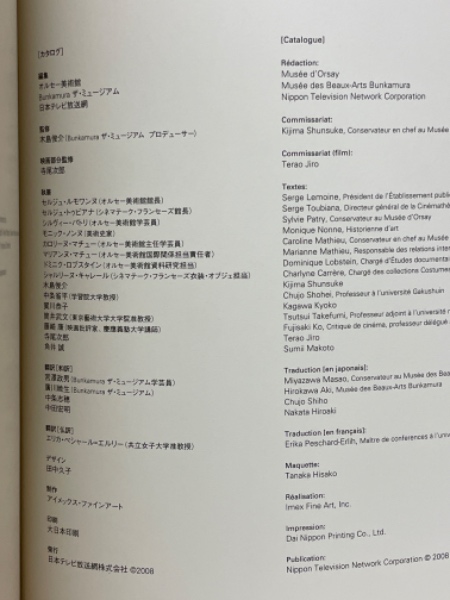 [カタログ]
編集
オルセー美術館
Bunkamura ザ・ミュージアム
日本テレビ放送網
監修
木島俊介(Bunkamura ザ・ミュージアム プロデューサー)
映画部分監修
寺尾次郎
執筆
セルジュ・ルモワンヌ(オルセー美術館館長)
セルジュ・トゥビアナ(シネマテーク・フランセーズ館長)
シルヴィー・パトリ(オルセー美術館学芸員)
モニック・ノンヌ(美術史家)
カロリーヌ・マチュー(オルセー美術館主任学芸員)
マリアンヌ・マチュー(オルセー美術館国際関係担当責任者)
ドミニク・ロブスタイン(オルセー美術館資料研究担当)
シャルリーヌ・キャレール(シネマテーク・フランセーズ衣装・オブジェ担当)
木島俊介
中条省平(学習院大学教授)
賀川恭子
筒井武文(東京藝術大学大学院准教授)
藤崎 康(映画批評家、慶應義塾大学講師)
寺尾次郎
角谷 誠
翻訳[和訳]
宮澤政男(Bunkamura ザ・ミュージアム学芸員)
廣川暁生(Bunkamura ザ・ミュージアム)
中条志穂
中田宏明
翻訳[仏訳]
エリカ・ペシャール=エルリー(共立女子大学准教授)
デザイン
田中久子
制作
アイメックス・ファインアート
印刷
大日本印刷
発行
日本テレビ放送網株式会社 ©2008
[Catalogue]
Rédaction:
Musée d'Orsay
Musée des Beaux-Arts Bunkamura
Nippon Television Network Corporation
Commissariat:
Kijima Shunsuke, Conservateur en chef au Musée
Commissariat (film):
Terao Jiro
Textes:
Serge Lemoine, Président de l'Établissement public
Serge Toubiana, Directeur général de la Cinémath
Sylvie Patry, Conservateur au Musée d'Orsay
Monique Nonne, Historienne d'art
Caroline Mathieu, Conservateur en chef au Musée
Marianne Mathieu, Responsable des relations inter
Dominique Lobstein, Chargé d'Études documentai
Charlyne Carrère, Chargé des collections Costumes
Kijima Shunsuke
Chujo Shohei, Professeur à l'université Gakushuin
Kagawa Kyoko
Tsutsui Takefumi, Professeur adjoint à l'université n
Fujisaki Ko, Critique de cinéma, professeur délégué
Terao Jiro
Sumii Makoto
Traduction (en japonais):
Miyazawa Masao, Conservateur au Musée des Be
Hirokawa Aki, Musée des Beaux-Arts Bunkamura
Chujo Shiho
Nakata Hiroaki
Traduction (en français):
Erika Peschard-Erlih, Maître de conférences à l'univ
Maquette:
Tanaka Hisako
Réalisation:
Imex Fine Art, Inc.
Impression:
Dai Nippon Printing Co., Ltd.
Publication:
Nippon Television Network Corporation © 2008